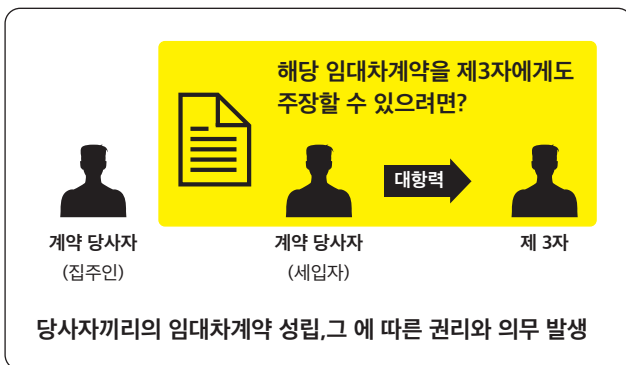 해당 임대차계약을 제3자에게도
주장할 수 있으려면?
대항력
계약 당사자
(집주인)
계약 당사자
(세입자)
제 3자
당사자끼리의 임대차계약 성립,그 에 따른 권리와 의무 발생